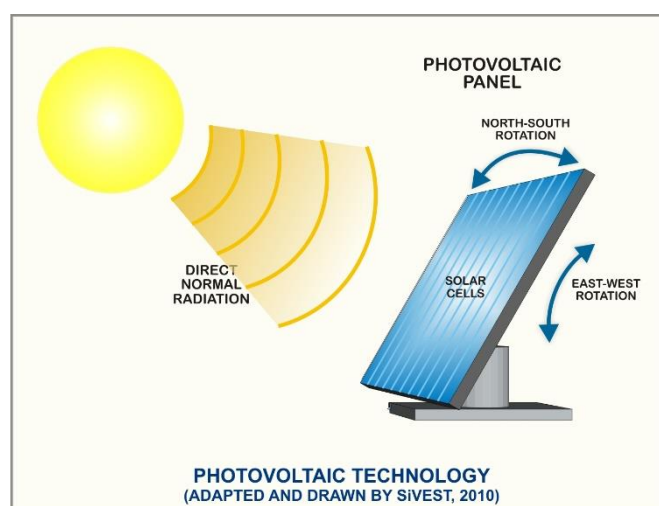 PHOTOVOLTAIC
PANEL
NORTH-SOUTH
ROTATION
DIRECT
NORMAL
RADIATION
SOLAR
CELLS
EAST-WEST
ROTATION
PHOTOVOLTAIC TECHNOLOGY
(ADAPTED AND DRAWN BY SiVEST, 2010)